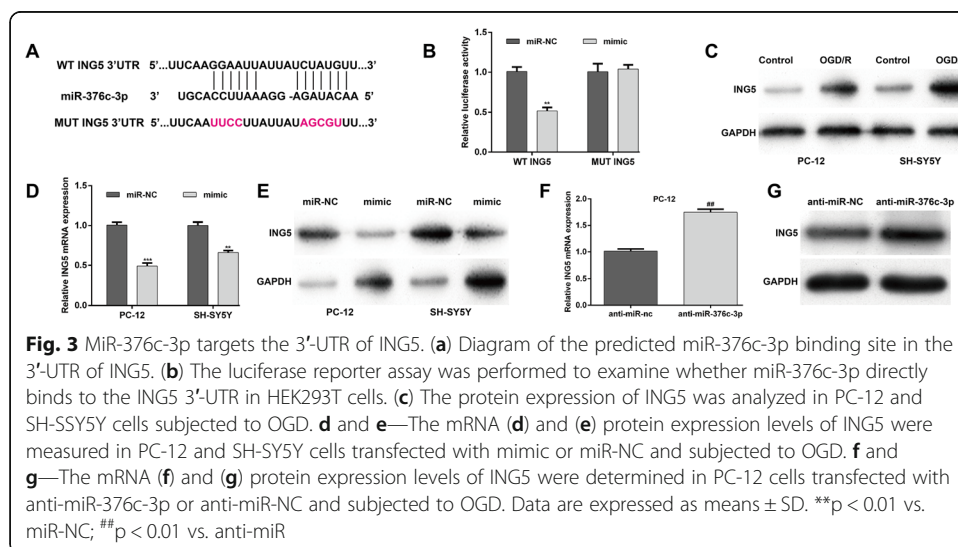 A
WT ING5 3'UTR 5'...UUCAAGGAAUUAUUAUCUAUGUU...3'
miR-376c-3p 3' UGCACCUUAAAGG -AGAUACAA 5'
MUT ING5 3'UTR 5'...UUCAAUUCCUUAUUAUAGCGUUU...3'
B
miR-NC mimic
Relative luciferase activity
1.5
1.0
0.5
0.0
**
WT ING5 MUT ING5
C
Control OGD/R Control OGD
ING5
GAPDH
PC-12 SH-SY5Y
D
miR-NC mimic
Relative ING5 mRNA expression
1.5
1.0
0.5
0.0
***
**
PC-12 SH-SY5Y
E
miR-NC mimic miR-NC mimic
ING5
GAPDH
PC-12 SH-SY5Y
F
PC-12
Relative ING5 mRNA expression
2.0
1.5
1.0
0.5
0.0
##
anti-miR-nc anti-miR-376c-3p
G
anti-miR-NC anti-miR-376c-3p
ING5
GAPDH
Fig. 3 MiR-376c-3p targets the 3′-UTR of ING5. (a) Diagram of the predicted miR-376c-3p binding site in the
3′-UTR of ING5. (b) The luciferase reporter assay was performed to examine whether miR-376c-3p directly
binds to the ING5 3′-UTR in HEK293T cells. (c) The protein expression of ING5 was analyzed in PC-12 and
SH-SSY5Y cells subjected to OGD. d and e—The mRNA (d) and (e) protein expression levels of ING5 were
measured in PC-12 and SH-SY5Y cells transfected with mimic or miR-NC and subjected to OGD. f and
g—The mRNA (f) and (g) protein expression levels of ING5 were determined in PC-12 cells transfected with
anti-miR-376c-3p or anti-miR-NC and subjected to OGD. Data are expressed as means ± SD. **p < 0.01 vs.
miR-NC; ##p < 0.01 vs. anti-miR